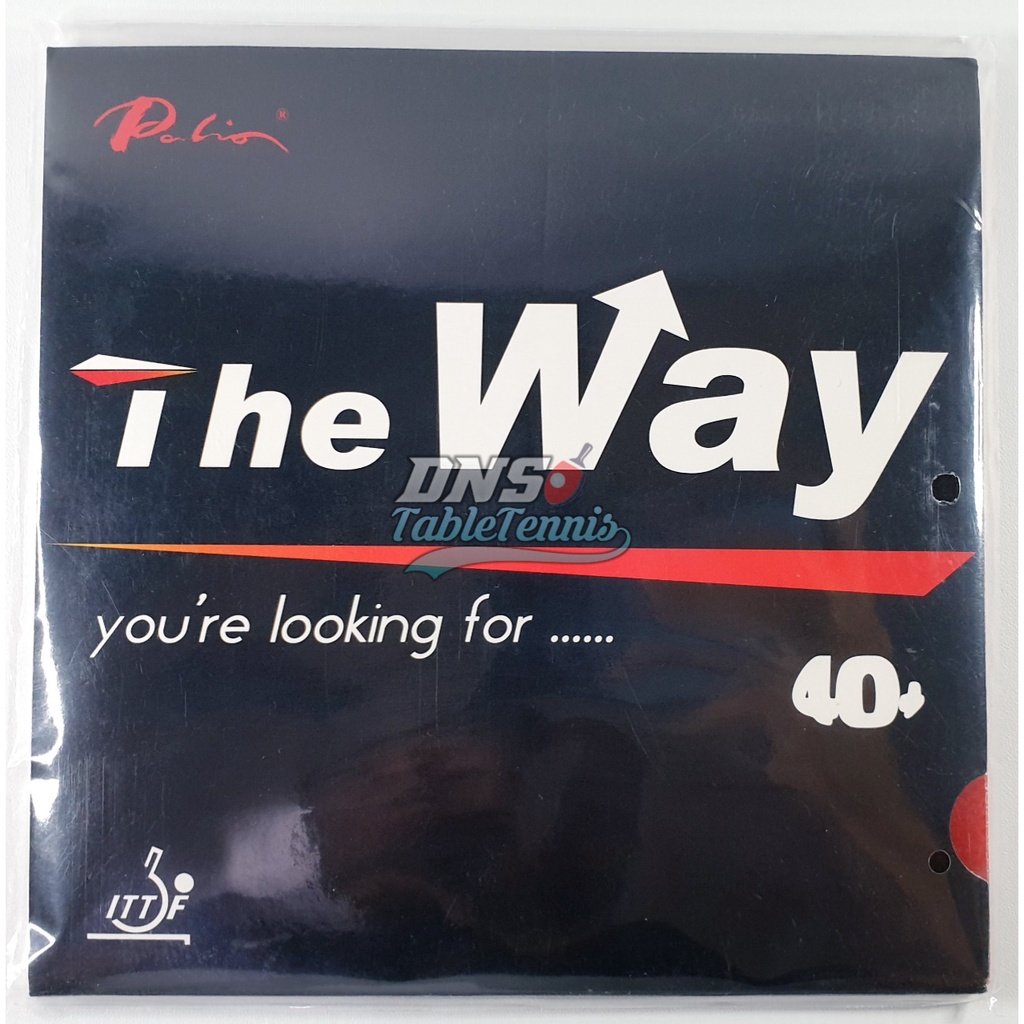 Palio®
The Way
DNS
TableTennis
you're looking for ......
40+
ITTF